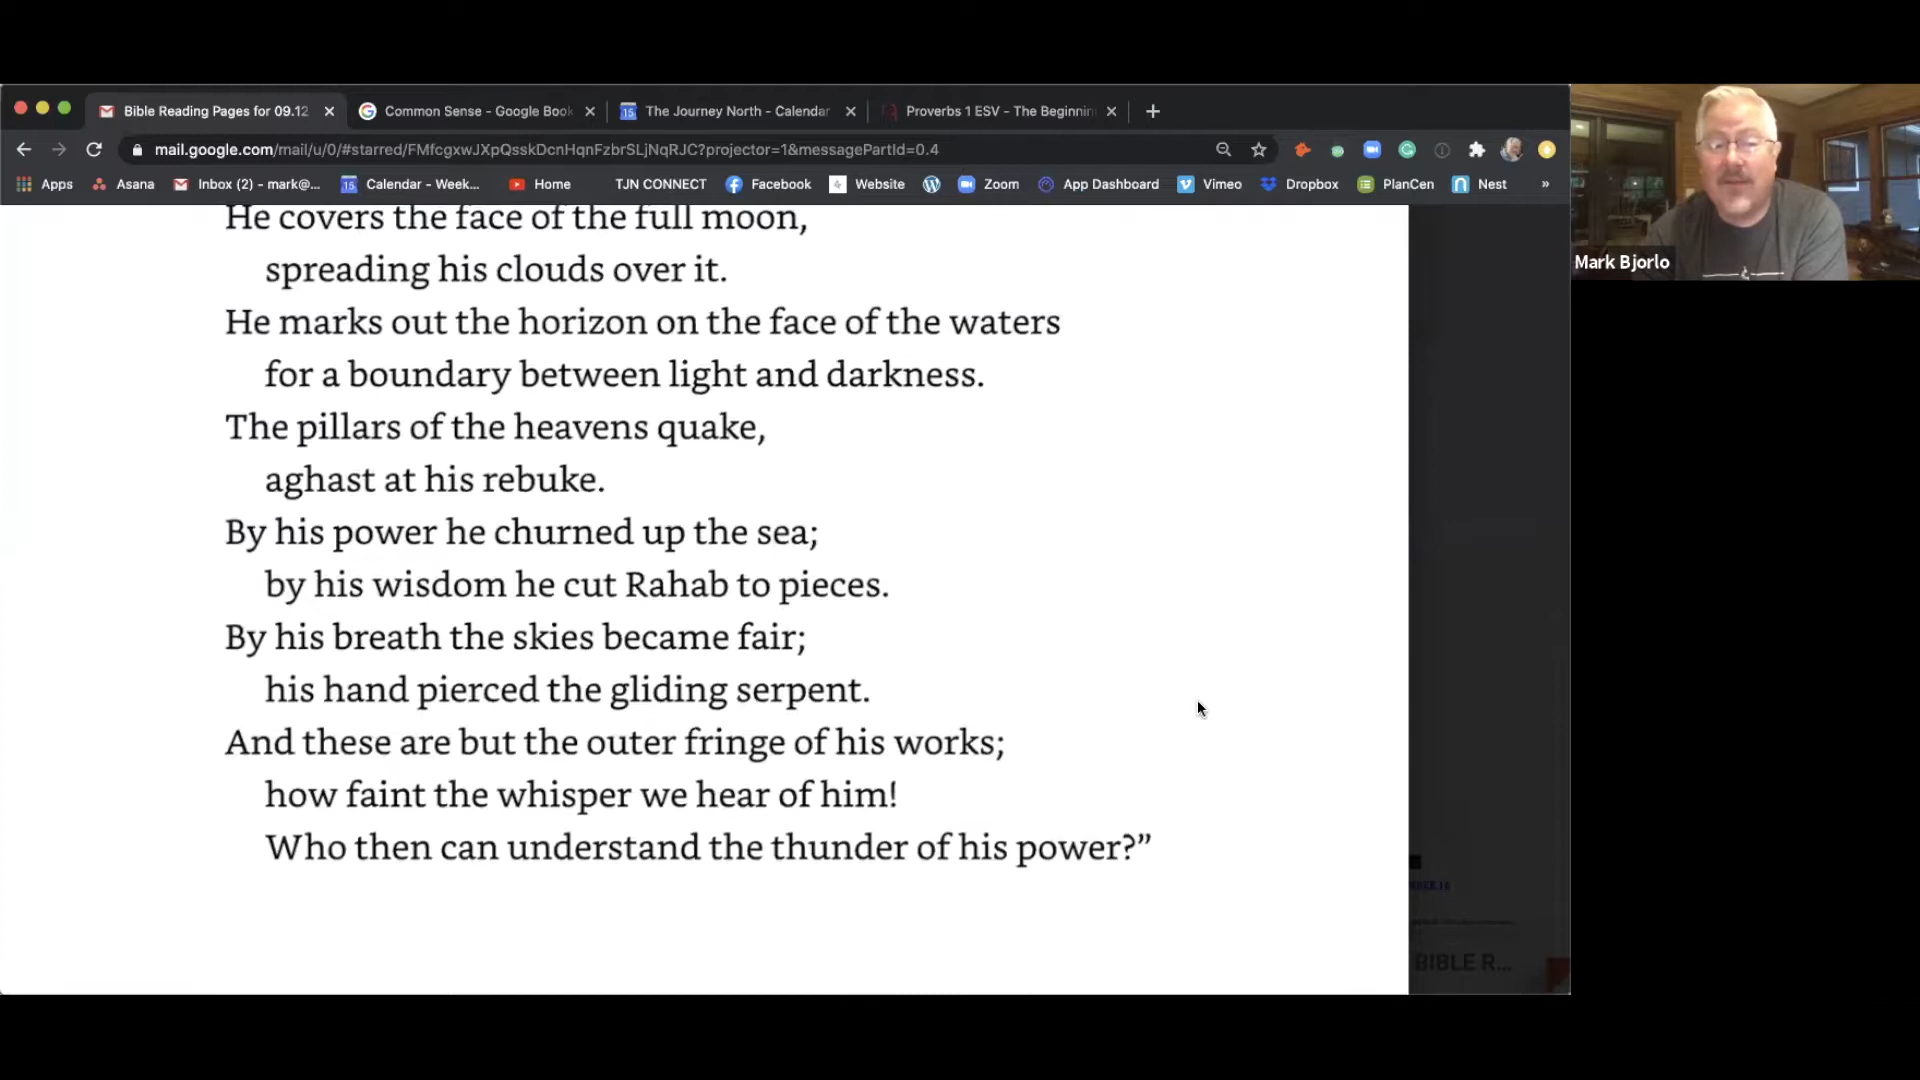 Bible Reading Pages for 09.12
Common Sense - Google Book
15 The Journey North - Calendar
Proverbs 1 ESV - The Beginnin
mail.google.com/mail/u/0/#starred/FMfcgxwJXpQsskDcnHqnFzbrSLjNqRJC?projector=1&messagePartId=0.4
Apps Asana Inbox (2) - mark@... 15 Calendar - Week... Home TJN CONNECT Facebook Website Zoom App Dashboard Vimeo Dropbox PlanCen Nest »
Mark Bjorlo
He covers the face of the full moon,
spreading his clouds over it.
He marks out the horizon on the face of the waters
for a boundary between light and darkness.
The pillars of the heavens quake,
aghast at his rebuke.
By his power he churned up the sea;
by his wisdom he cut Rahab to pieces.
By his breath the skies became fair;
his hand pierced the gliding serpent.
And these are but the outer fringe of his works;
how faint the whisper we hear of him!
Who then can understand the thunder of his power?”
BIBLE R...